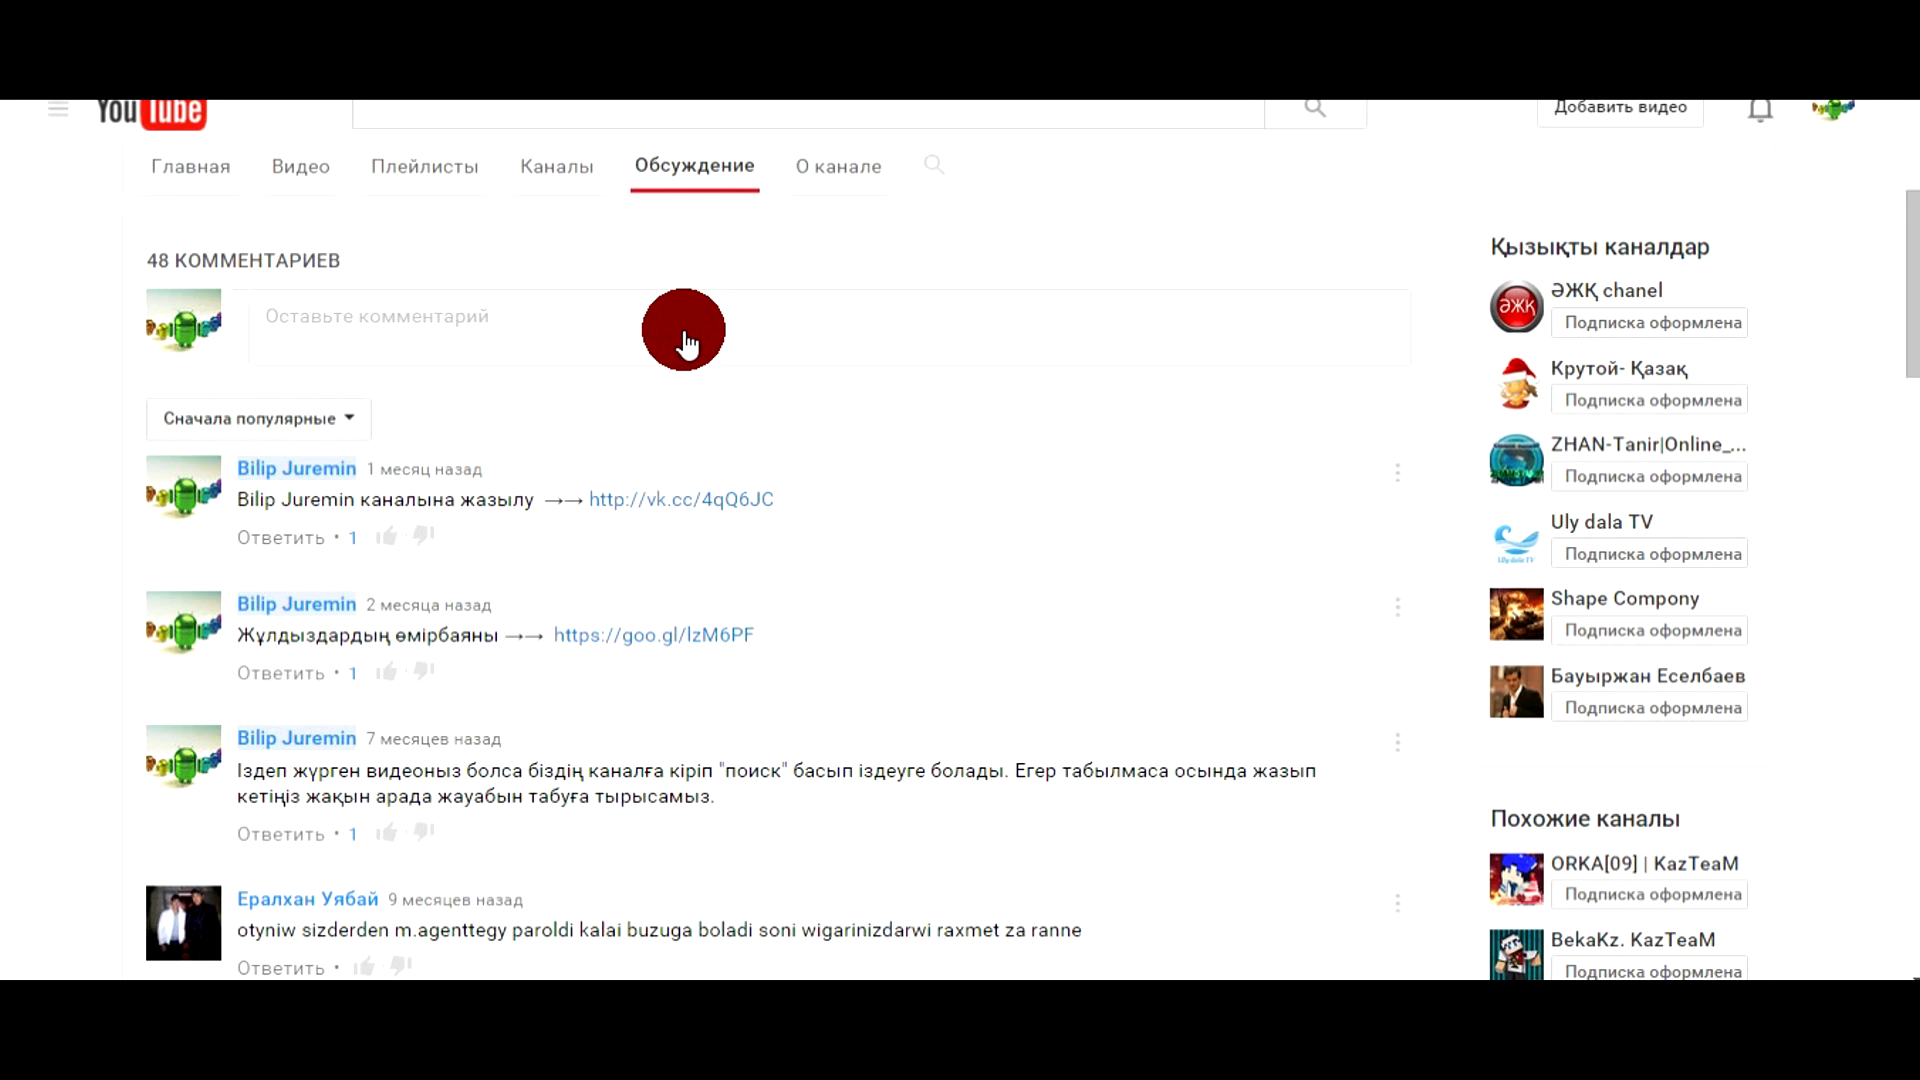 YouTube
Добавить видео
Главная Видео Плейлисты Каналы Обсуждение О канале
48 КОММЕНТАРИЕВ
Оставьте комментарий
Сначала популярные
Bilip Juremin 1 месяц назад
Bilip Juremin каналына жазылу →→ http://vk.cc/4qQ6JC
Ответить • 1
Bilip Juremin 2 месяца назад
Жұлдыздардың өмірбаяны →→ https://goo.gl/lzM6PF
Ответить • 1
Bilip Juremin 7 месяцев назад
Іздеп жүрген видеоныз болса біздің каналға кіріп "поиск" басып іздеуге болады. Егер табылмаса осында жазып
кетіңіз жақын арада жауабын табуға тырысамыз.
Ответить • 1
Ералхан Уябай 9 месяцев назад
otyniw sizderden m.agenttegy paroldi kalai buzuga boladi soni wigarinizdarwi raxmet za ranne
Ответить •
Қызықты каналдар
ӘЖҚ
ӘЖҚ chanel
Подписка оформлена
Крутой- Қазақ
Подписка оформлена
ZHAN-Tanir|Online_...
Подписка оформлена
Uly dala TV
Uly dala TV
Подписка оформлена
Shape Compony
Подписка оформлена
Бауыржан Еселбаев
Подписка оформлена
Похожие каналы
ORKA[09] | KazTeaM
Подписка оформлена
BekaKz. KazTeaM
Подписка оформлена